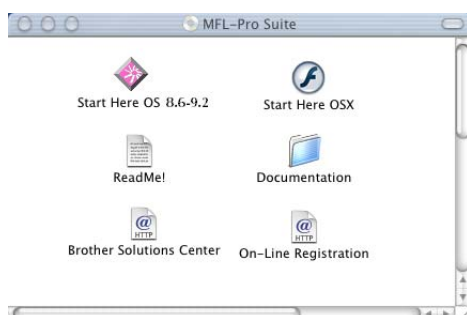 MFL-Pro Suite
Start Here OS 8.6-9.2
Start Here OSX
ReadMe!
Documentation
@
HTTP
@
HTTP
Brother Solutions Center
On-Line Registration